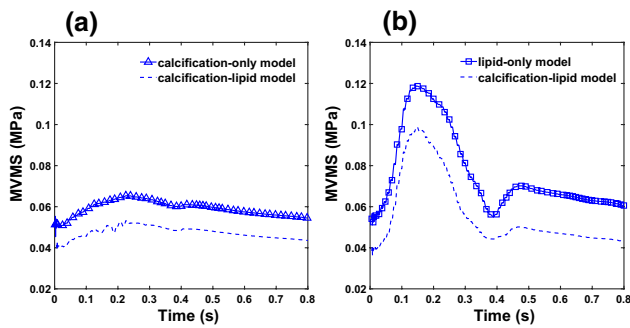 (a)
MVMS (MPa)
0.14
0.12
0.1
0.08
0.06
0.04
0.02
calcification-only model
calcification-lipid model
0 0.1 0.2 0.3 0.4 0.5 0.6 0.7 0.8
Time (s)
(b)
MVMS (MPa)
0.14
0.12
0.1
0.08
0.06
0.04
0.02
lipid-only model
calcification-lipid model
0 0.1 0.2 0.3 0.4 0.5 0.6 0.7 0.8
Time (s)